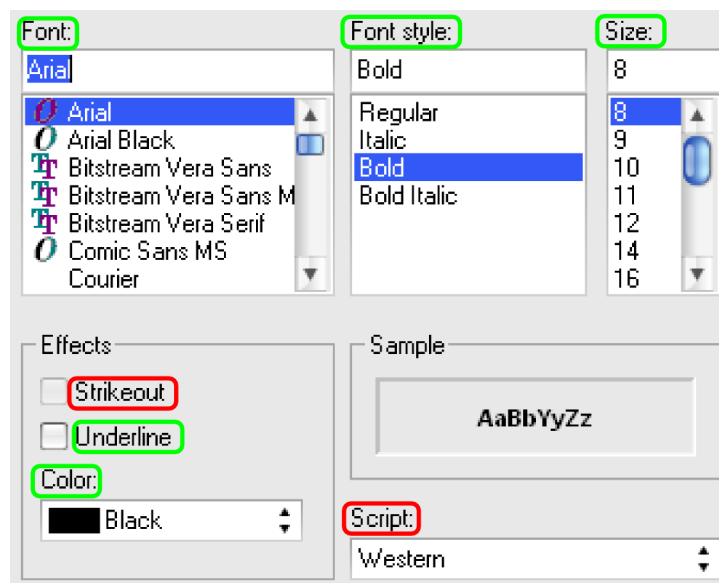 Font:
Font style:
Size:
Arial
Bold
8
Arial
Arial Black
Bitstream Vera Sans
Bitstream Vera Sans M
Bitstream Vera Serif
Comic Sans MS
Courier
Regular
Italic
Bold
Bold Italic
8
9
10
11
12
14
16
Effects
Strikeout
Underline
Color:
Black
Sample
AaBbYyZz
Script:
Western